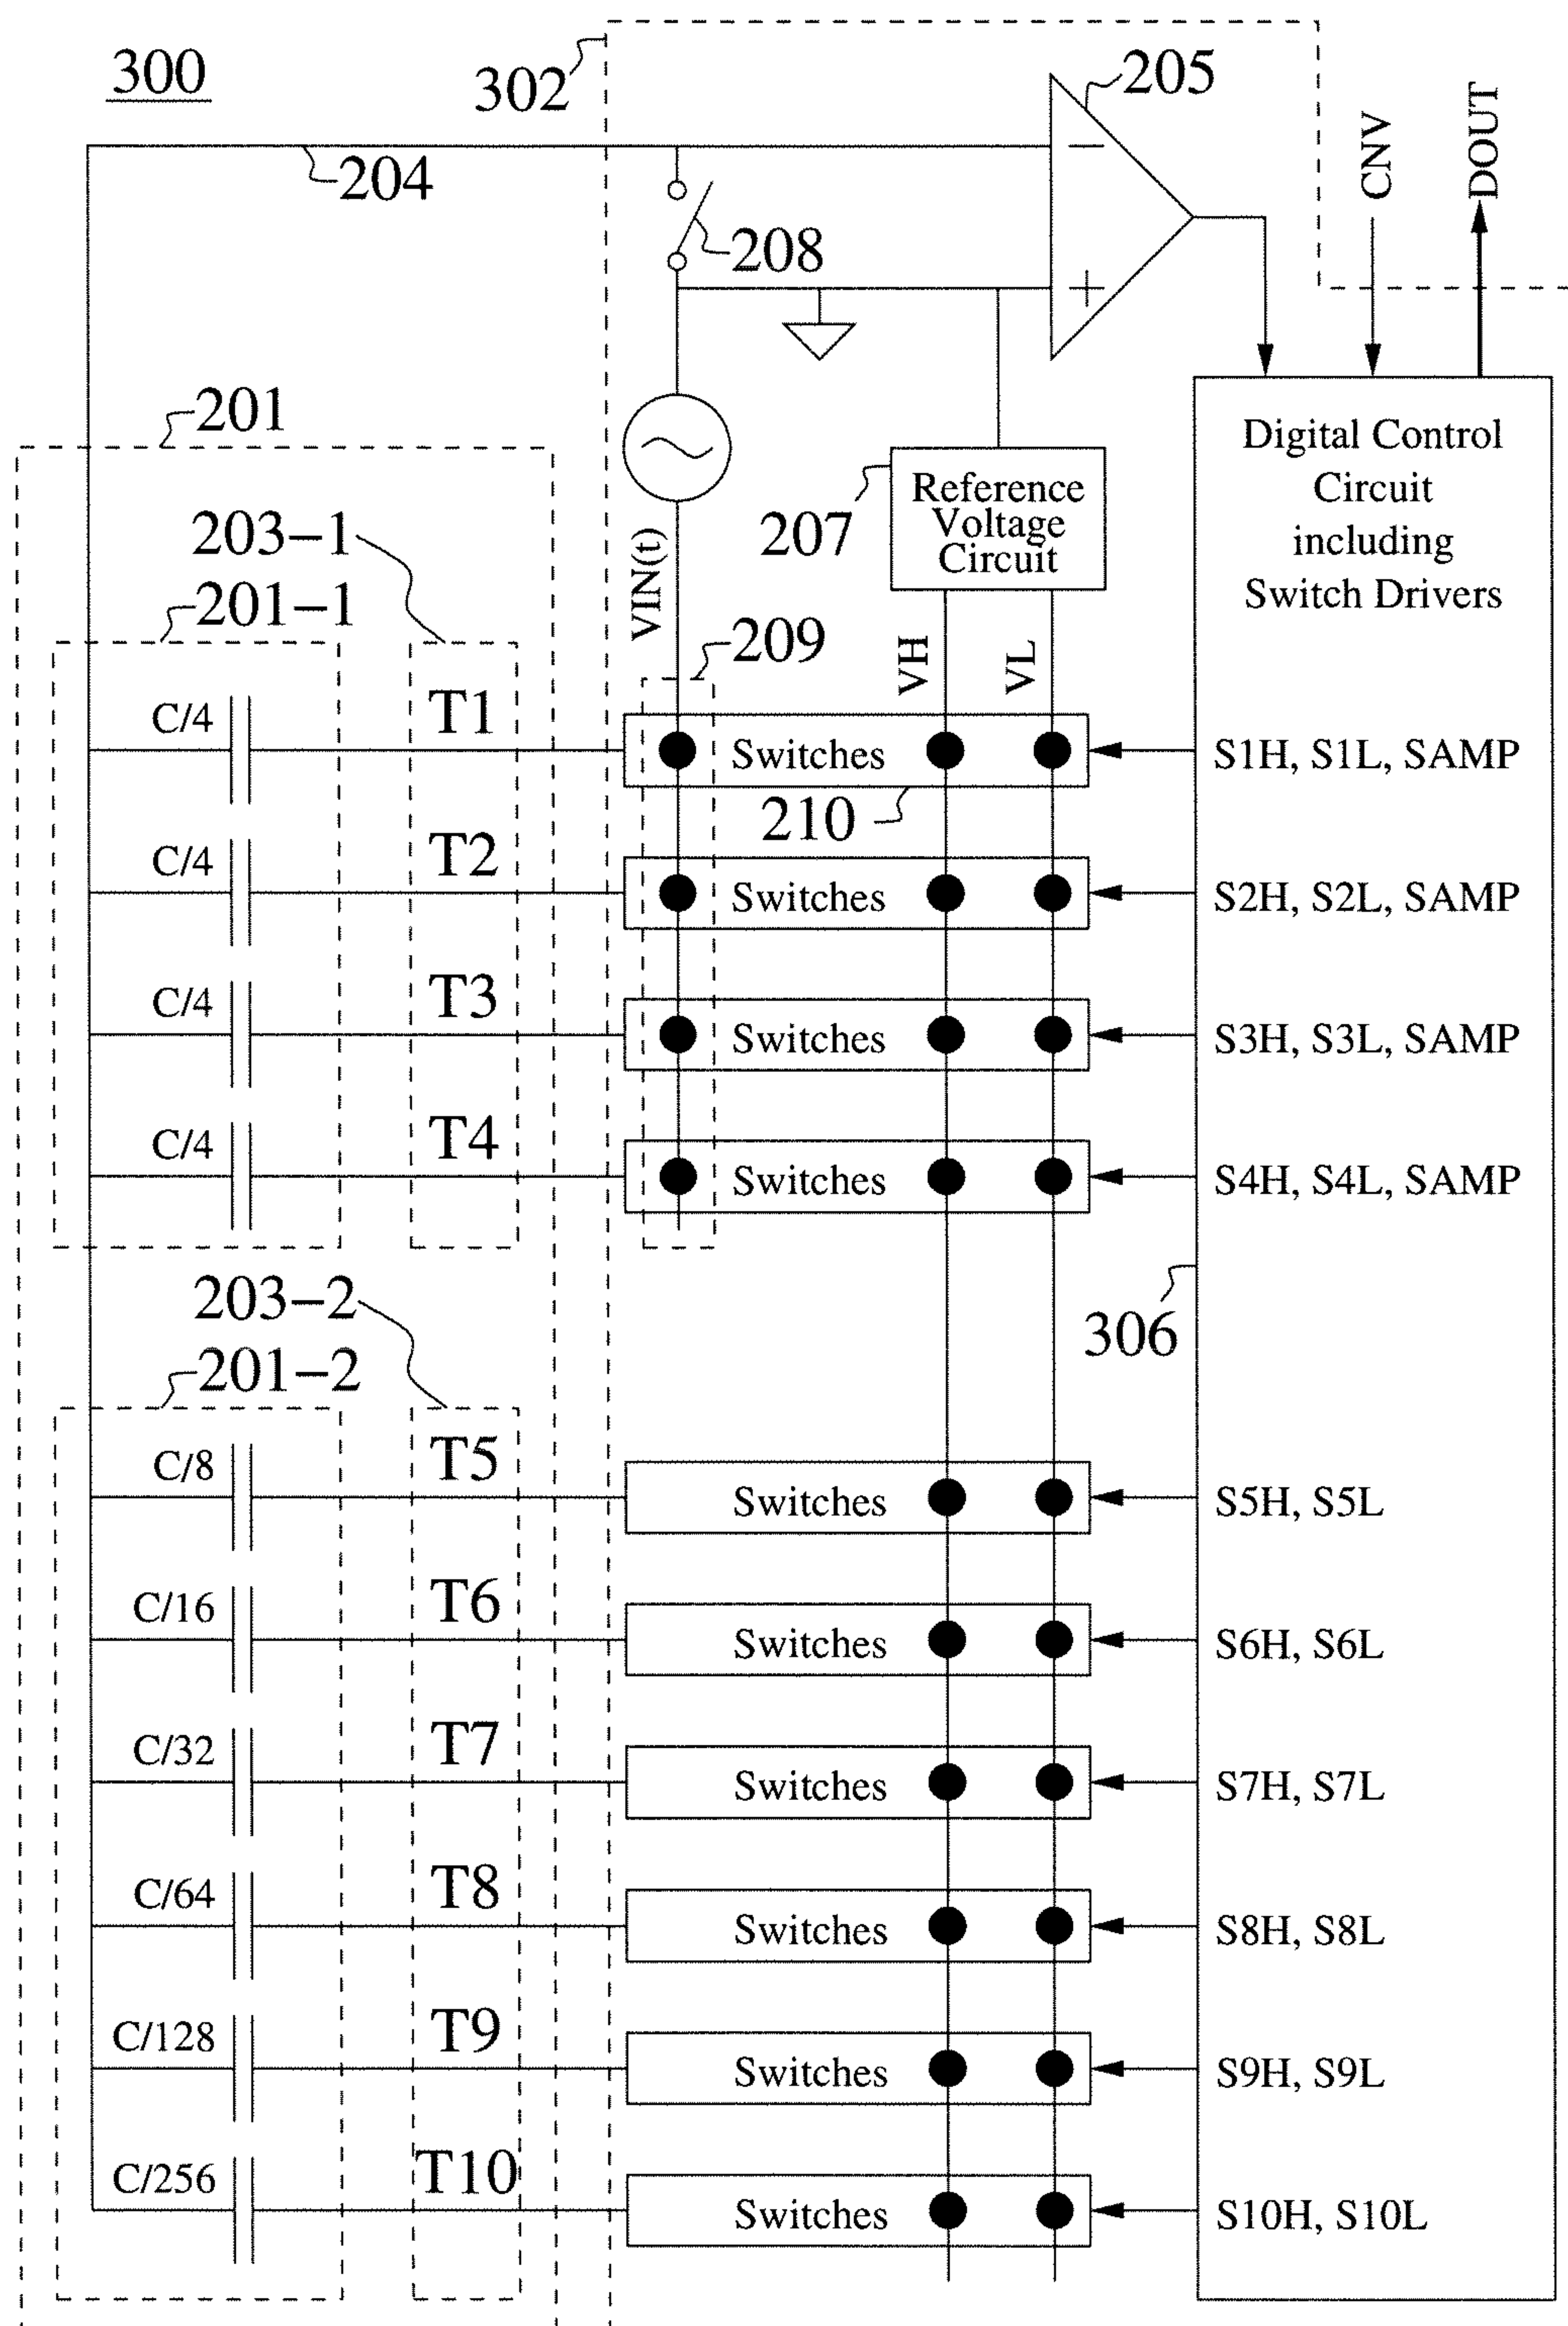 300
302
205
CNV
DOUT
204
−
208
+
201
Digital Control
Circuit
including
Switch Drivers
203−1
Reference
Voltage
Circuit
207
VIN(t)
201−1
209
VH
VL
C/4
T1
Switches
S1H, S1L, SAMP
210
C/4
T2
Switches
S2H, S2L, SAMP
C/4
T3
Switches
S3H, S3L, SAMP
C/4
T4
Switches
S4H, S4L, SAMP
203−2
306
201−2
C/8
T5
Switches
S5H, S5L
C/16
T6
Switches
S6H, S6L
C/32
T7
Switches
S7H, S7L
C/64
T8
Switches
S8H, S8L
C/128
T9
Switches
S9H, S9L
C/256
T10
Switches
S10H, S10L